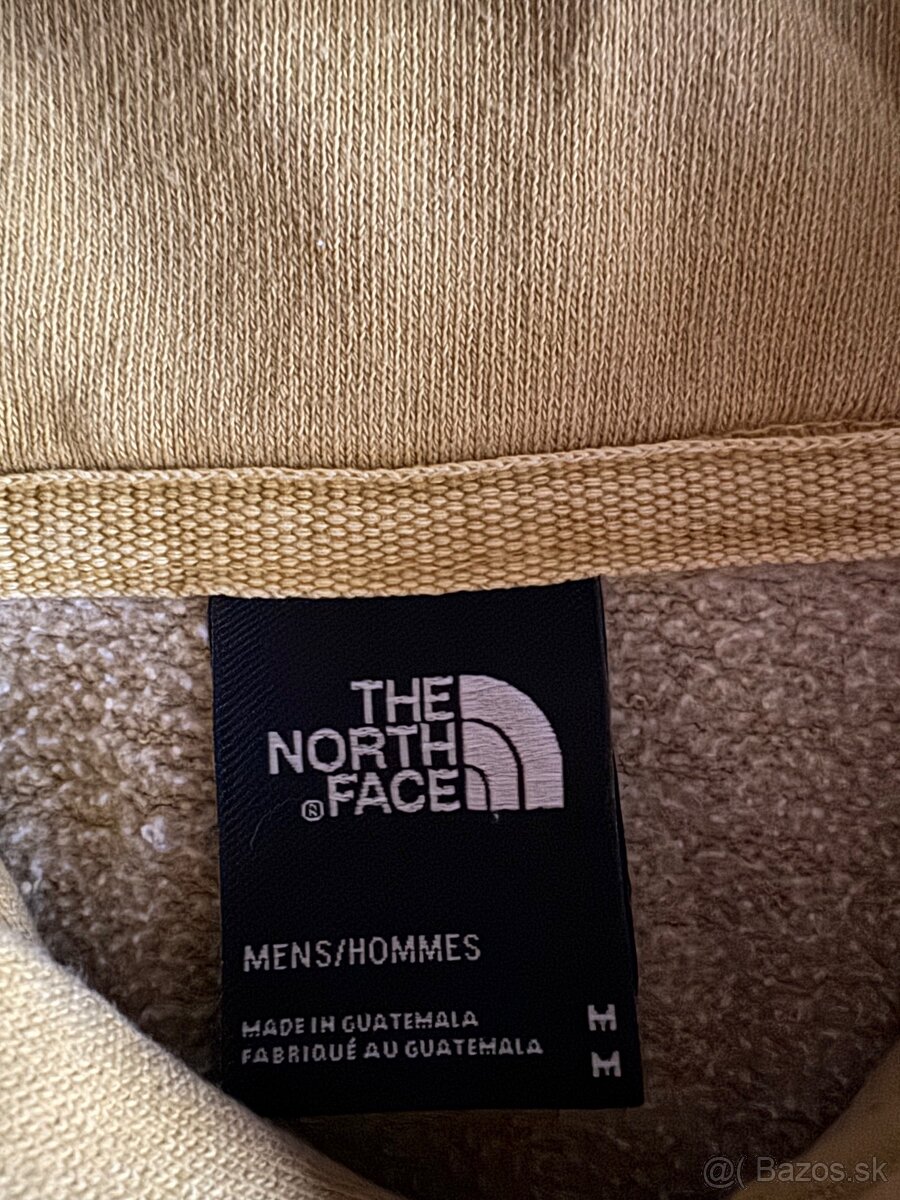 THE
NORTH
®FACE
MENS/HOMMES
MADE IN GUATEMALA M
FABRIQUÉ AU GUATEMALA M
@( Bazos.sk